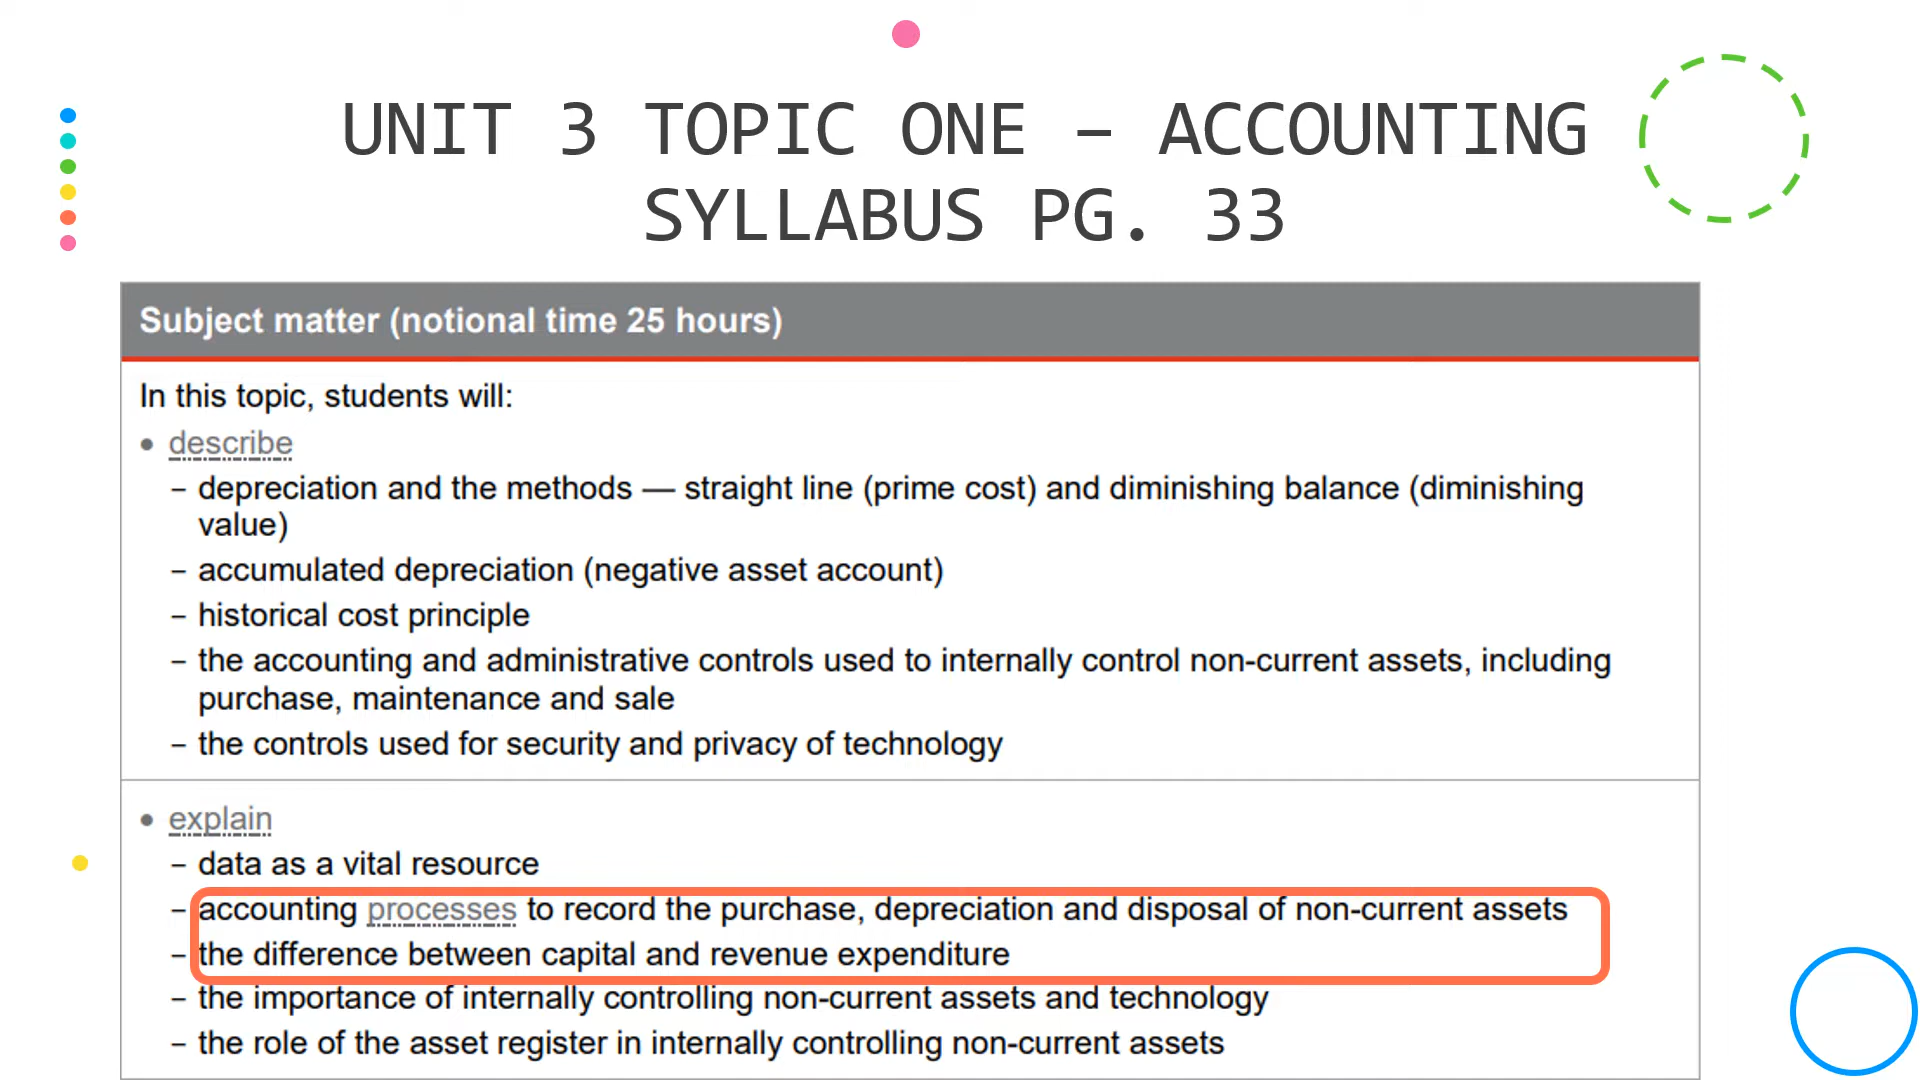 UNIT 3 TOPIC ONE – ACCOUNTING
SYLLABUS PG. 33
Subject matter (notional time 25 hours)
In this topic, students will:
• describe
– depreciation and the methods — straight line (prime cost) and diminishing balance (diminishing
value)
– accumulated depreciation (negative asset account)
– historical cost principle
– the accounting and administrative controls used to internally control non-current assets, including
purchase, maintenance and sale
– the controls used for security and privacy of technology
• explain
– data as a vital resource
– accounting processes to record the purchase, depreciation and disposal of non-current assets
– the difference between capital and revenue expenditure
– the importance of internally controlling non-current assets and technology
– the role of the asset register in internally controlling non-current assets